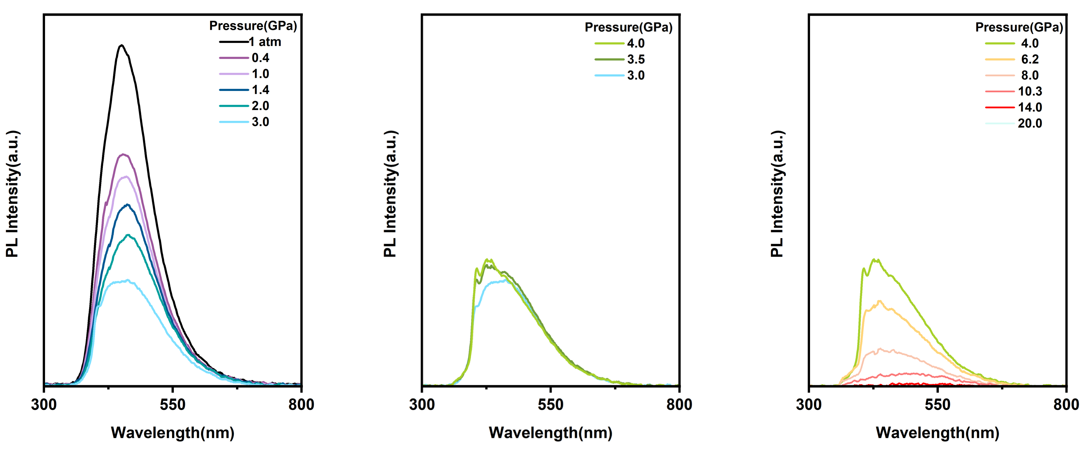 PL Intensity(a.u.)
Pressure(GPa)
1 atm
0.4
1.0
1.4
2.0
3.0
300
550
800
Wavelength(nm)
PL Intensity(a.u.)
Pressure(GPa)
4.0
3.5
3.0
300
550
800
Wavelength(nm)
PL Intensity(a.u.)
Pressure(GPa)
4.0
6.2
8.0
10.3
14.0
20.0
300
550
800
Wavelength(nm)